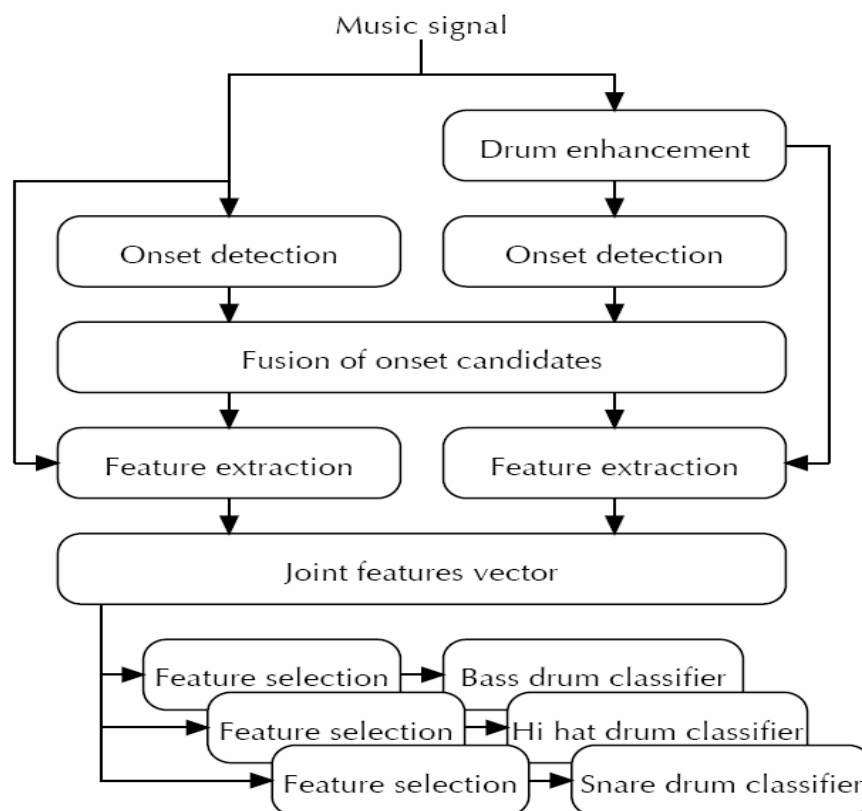 Music signal
Drum enhancement
Onset detection
Onset detection
Fusion of onset candidates
Feature extraction
Feature extraction
Joint features vector
Feature selection
Bass drum classifier
Feature selection
Hi hat drum classifier
Feature selection
Snare drum classifier